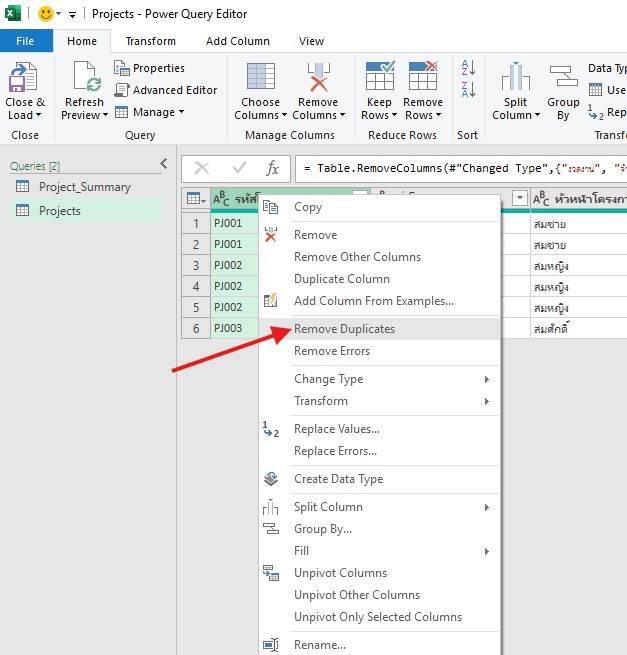 Projects - Power Query Editor
File Home Transform Add Column View
Close & Load
Refresh Preview
Properties
Advanced Editor
Manage
Choose Columns
Remove Columns
Keep Rows
Remove Rows
Split Column
Group By
Data Typ
Use
Rep
Close Query Manage Columns Reduce Rows Sort Transf
Queries [2]
Project_Summary
Projects
= Table.RemoveColumns(#"Changed Type",{"งวดงาน", "
รหัส
หัวหน้าโครงกา
1 PJ001 สมชาย
2 PJ001 สมชาย
3 PJ002 สมหญิง
4 PJ002 สมหญิง
5 PJ002 สมหญิง
6 PJ003 สมศักดิ์
Copy
Remove
Remove Other Columns
Duplicate Column
Add Column From Examples...
Remove Duplicates
Remove Errors
Change Type
Transform
Replace Values...
Replace Errors...
Create Data Type
Split Column
Group By...
Fill
Unpivot Columns
Unpivot Other Columns
Unpivot Only Selected Columns
Rename...